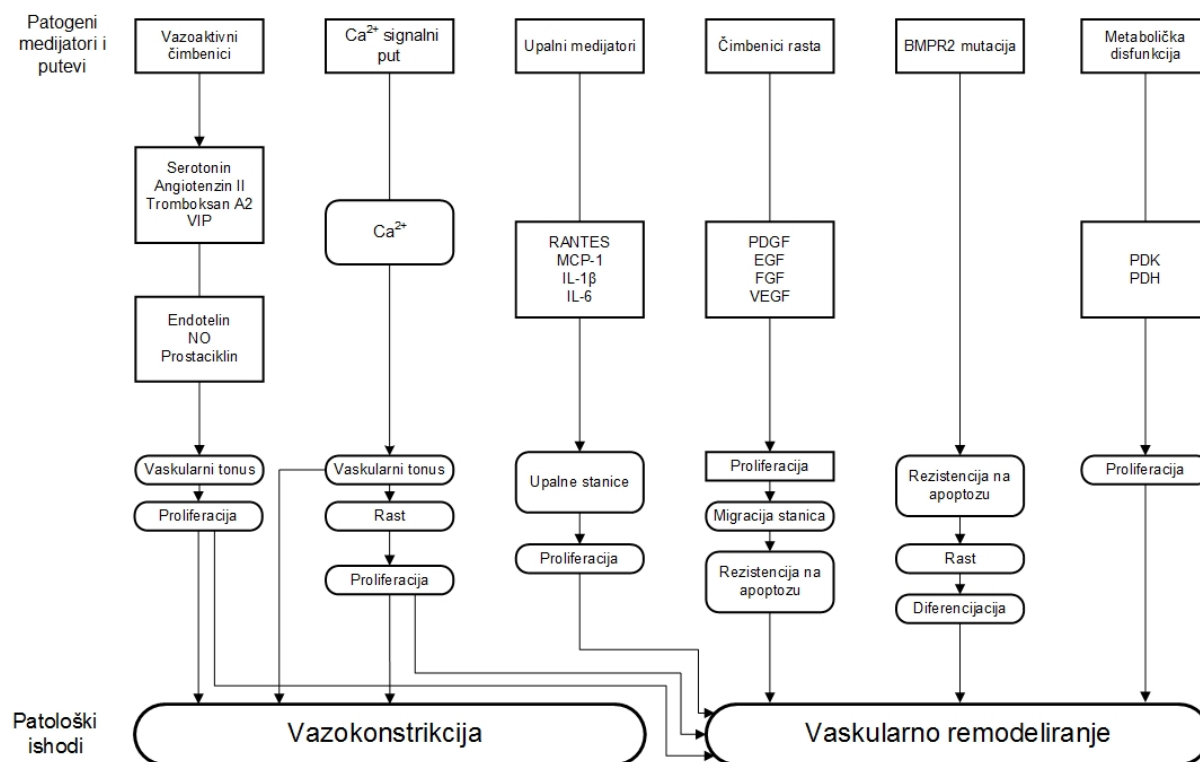 Patogeni
medijatori i
putevi
Vazoaktivni
čimbenici
Ca²⁺ signalni
put
Upalni medijatori
Čimbenici rasta
BMPR2 mutacija
Metabolička
disfunkcija
Serotonin
Angiotenzin II
Tromboksan A2
VIP
Ca²⁺
RANTES
MCP-1
IL-1β
IL-6
PDGF
EGF
FGF
VEGF
PDK
PDH
Endotelin
NO
Prostaciklin
Vaskularni tonus
Proliferacija
Vaskularni tonus
Rast
Proliferacija
Upalne stanice
Proliferacija
Proliferacija
Migracija stanica
Rezistencija na
apoptozu
Rezistencija na
apoptozu
Rast
Diferencijacija
Proliferacija
Patološki
ishodi
Vazokonstrikcija
Vaskularno remodeliranje